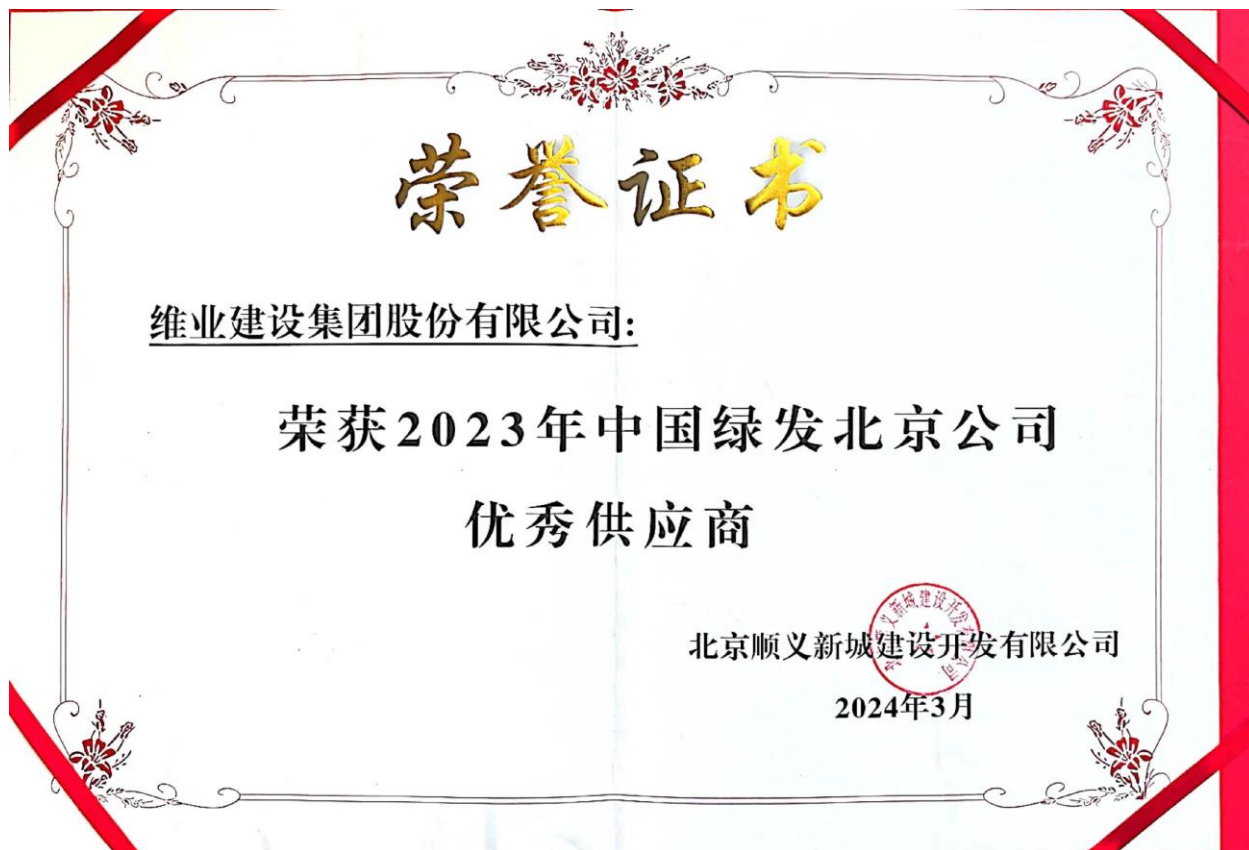 荣誉证书
维业建设集团股份有限公司:
荣获2023年中国绿发北京公司
优秀供应商
北京顺义新城建设开发有限公司
2024年3月